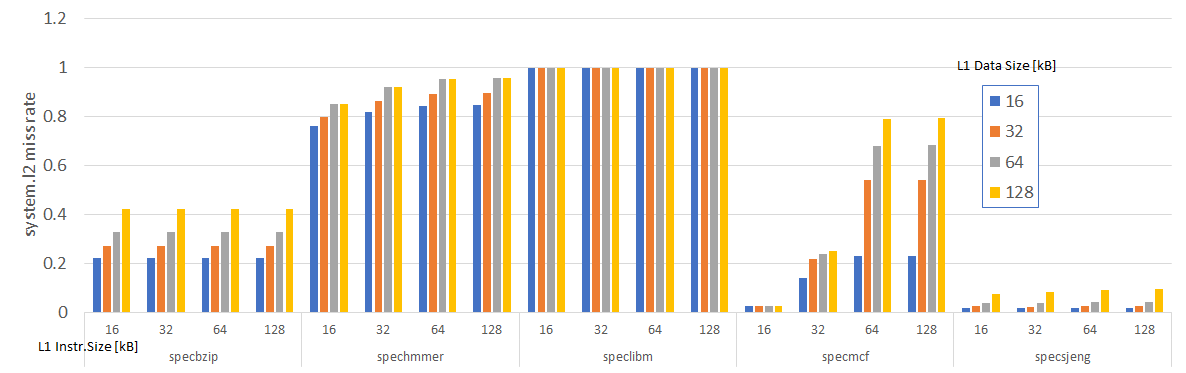 1.2
1
0.8
0.6
0.4
0.2
0
system.l2 miss rate
L1 Data Size [kB]
16
32
64
128
16 32 64 128 16 32 64 128 16 32 64 128 16 32 64 128 16 32 64 128
L1 Instr.Size [kB]
specbzip spechmmer speclibm specmcf specsjeng